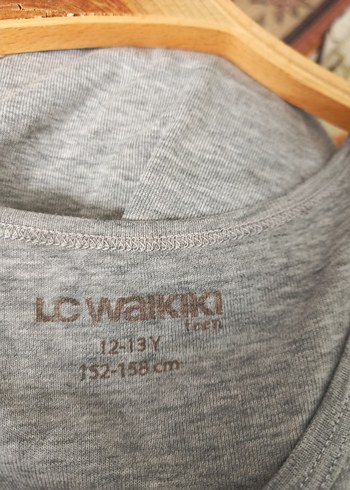 LC WAIKIKI
teen
12-13 Y
152-158 cm